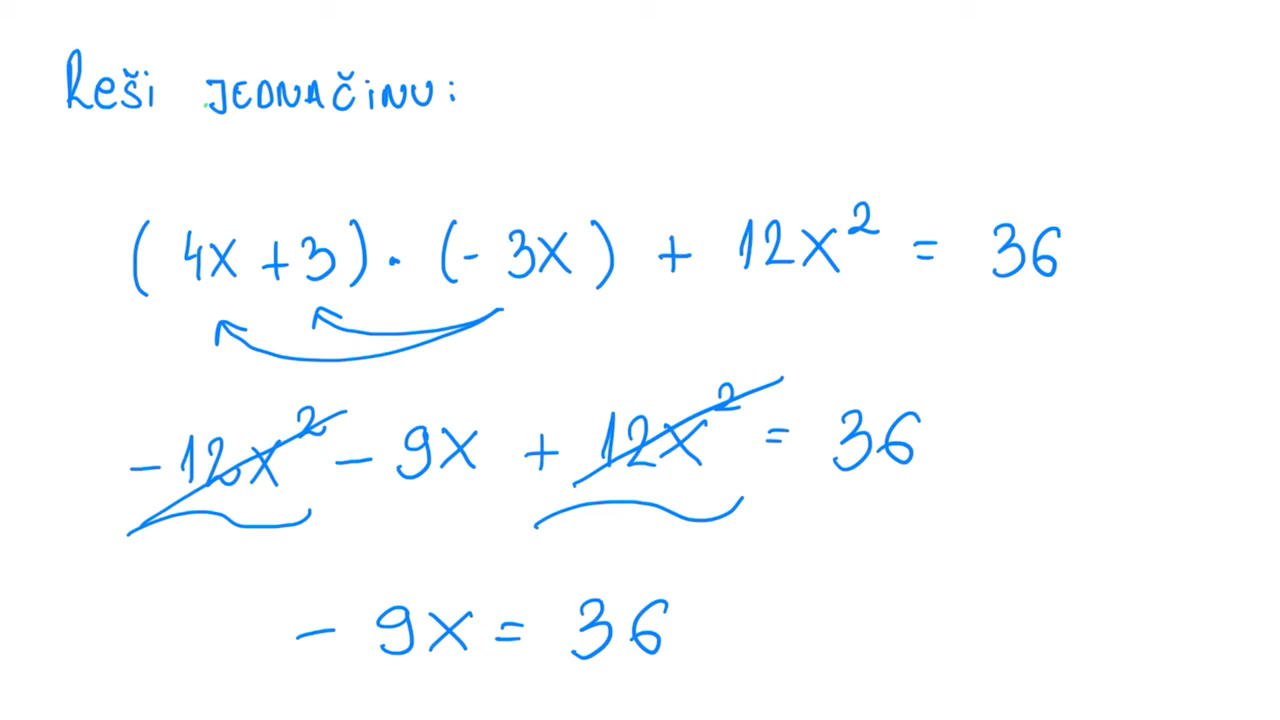 Reši JEDNAČINU:
(4x + 3) · (- 3x) + 12x² = 36
- 12x² - 9x + 12x² = 36
- 9x = 36